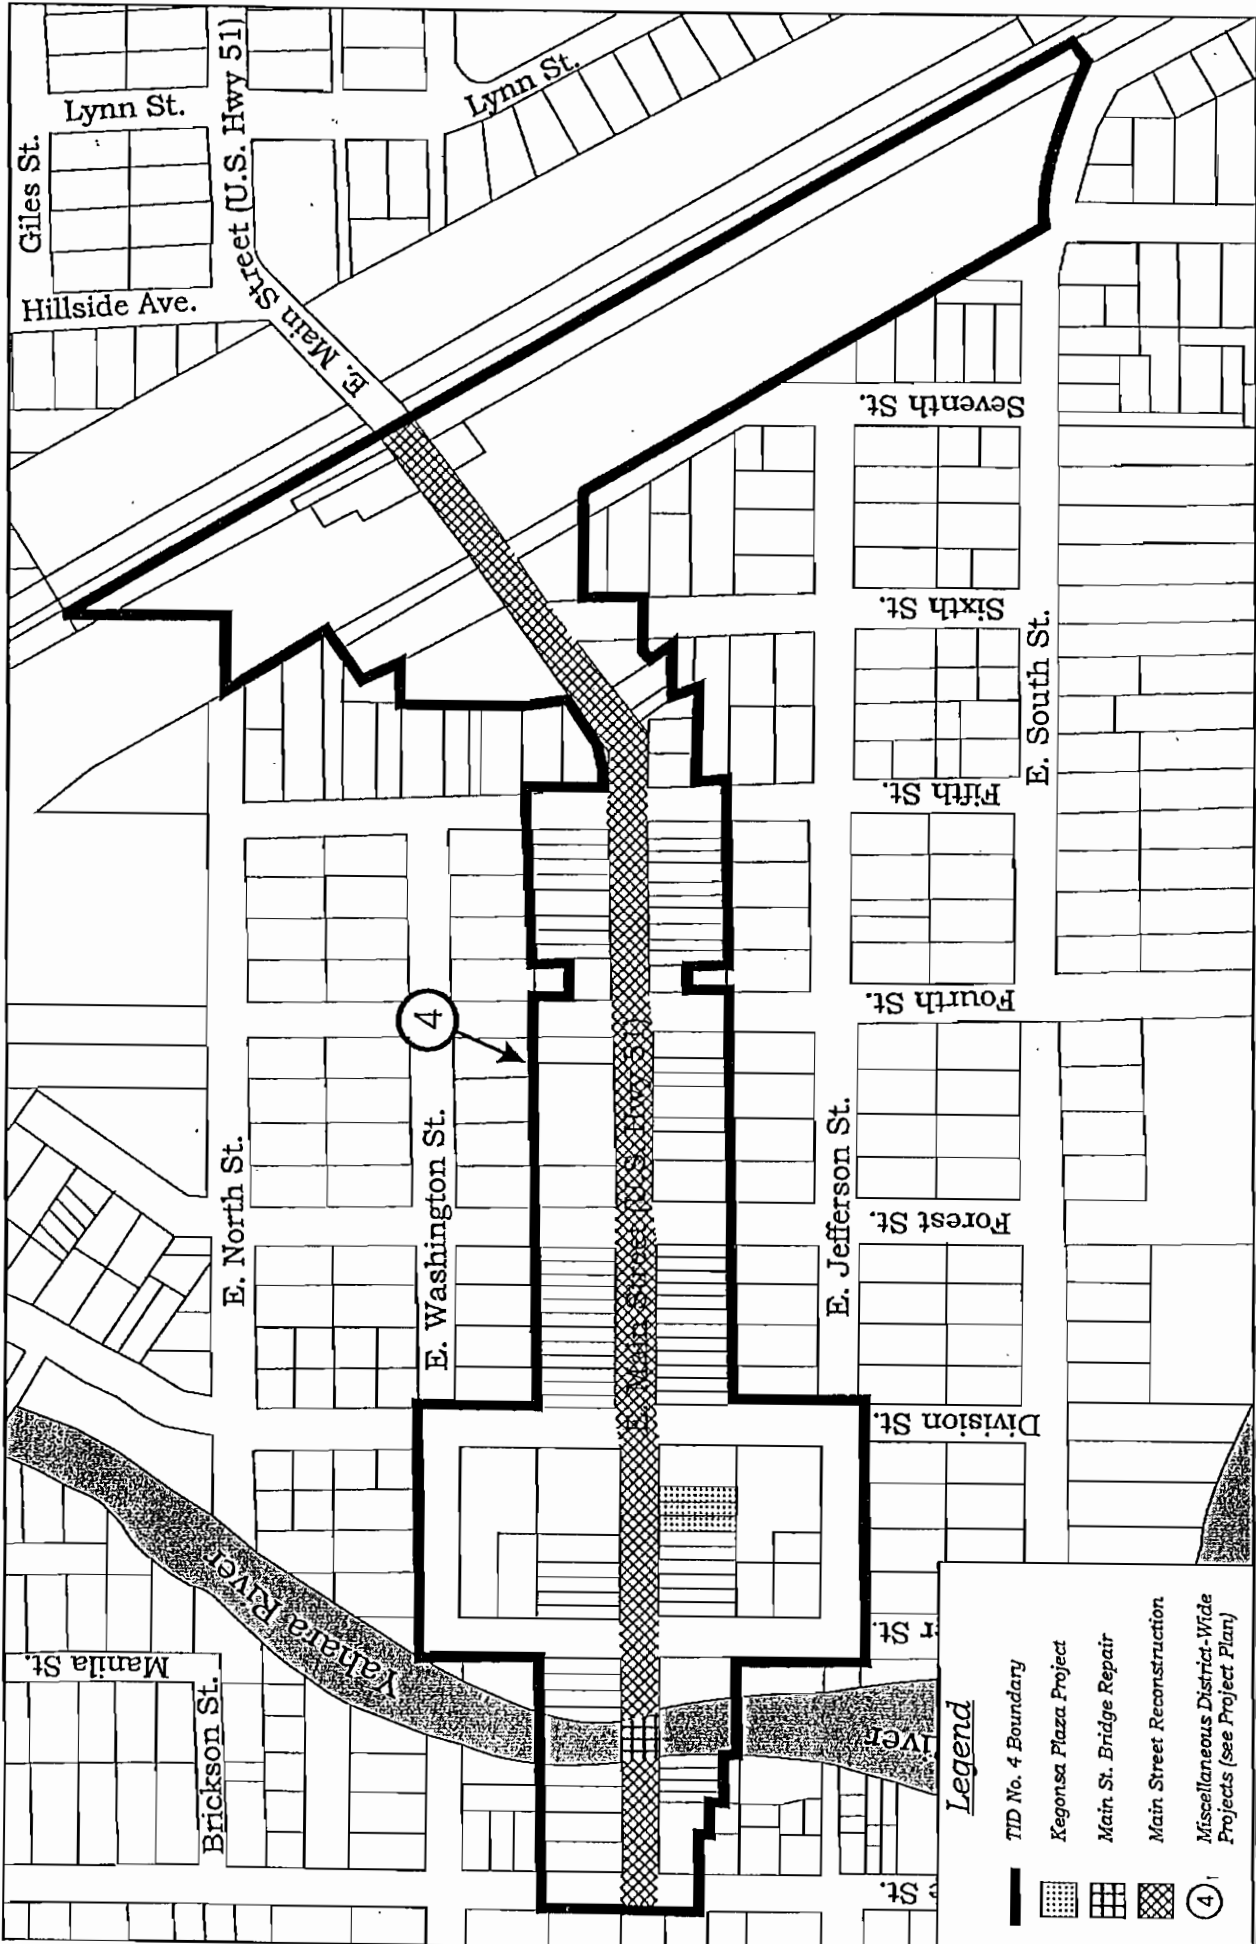 Giles St.
Lynn St.
Hillside Ave.
E. Main Street (U.S. Hwy 51)
Lynn St.
Seventh St.
Sixth St.
E. South St.
Fifth St.
Fourth St.
4
E. North St.
E. Washington St.
E. Jefferson St.
Forest St.
Division St.
r St.
Yahara River
Manila St.
Brickson St.
iver
St.
Legend
TID No. 4 Boundary
Kegonsa Plaza Project
Main St. Bridge Repair
Main Street Reconstruction
4
Miscellaneous District-Wide
Projects (see Project Plan)